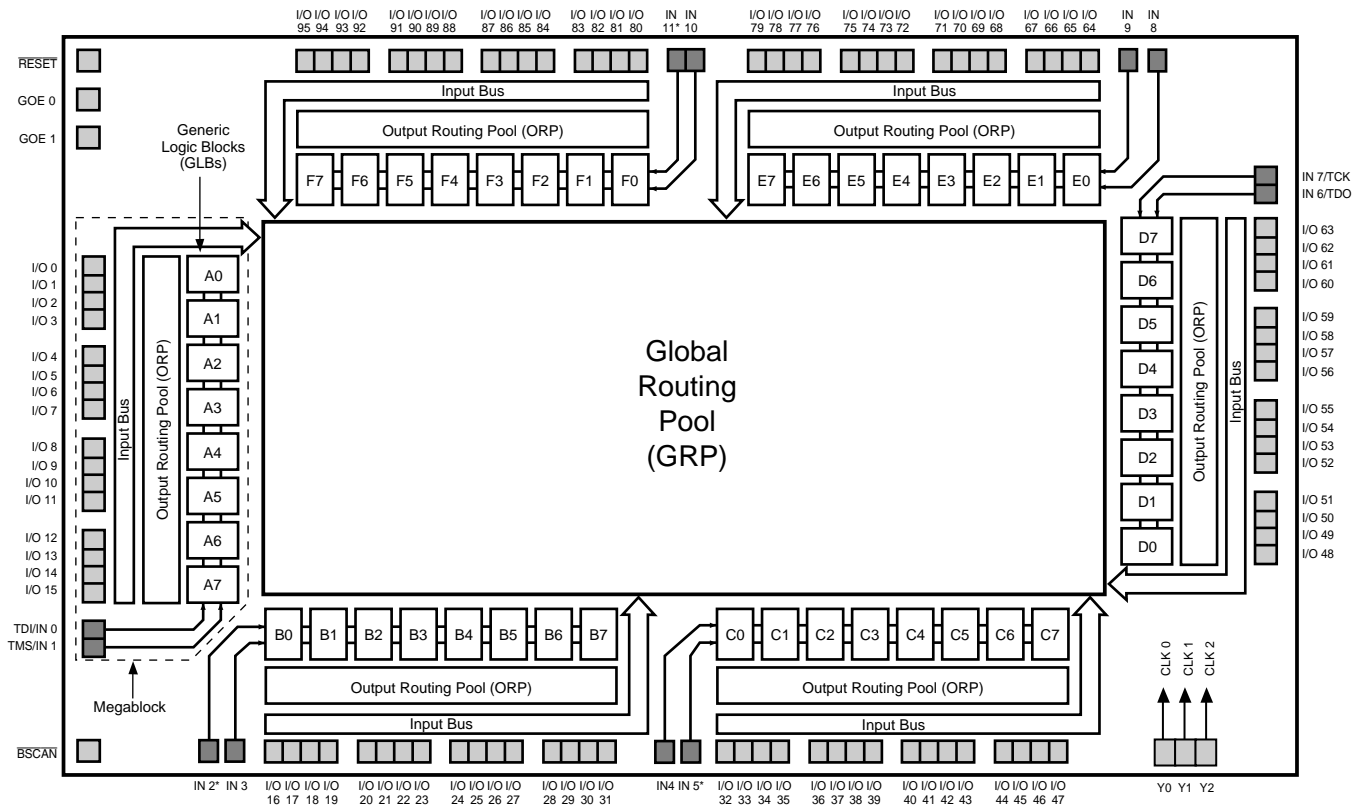 I/O I/O I/O I/O I/O I/O I/O I/O I/O I/O I/O I/O I/O I/O I/O I/O IN IN I/O I/O I/O I/O I/O I/O I/O I/O I/O I/O I/O I/O I/O I/O I/O I/O IN IN
95 94 93 92 91 90 89 88 87 86 85 84 83 82 81 80 11* 10 79 78 77 76 75 74 73 72 71 70 69 68 67 66 65 64 9 8
RESET
GOE 0
GOE 1
Input Bus
Input Bus
Output Routing Pool (ORP)
Output Routing Pool (ORP)
Generic
Logic Blocks
(GLBs)
F7 F6 F5 F4 F3 F2 F1 F0
E7 E6 E5 E4 E3 E2 E1 E0
IN 7/TCK
IN 6/TDO
I/O 0
I/O 1
I/O 2
I/O 3
I/O 4
I/O 5
I/O 6
I/O 7
I/O 8
I/O 9
I/O 10
I/O 11
I/O 12
I/O 13
I/O 14
I/O 15
TDI/IN 0
TMS/IN 1
Input Bus
Output Routing Pool (ORP)
A0
A1
A2
A3
A4
A5
A6
A7
Global
Routing
Pool
(GRP)
D7
D6
D5
D4
D3
D2
D1
D0
Output Routing Pool (ORP)
Input Bus
I/O 63
I/O 62
I/O 61
I/O 60
I/O 59
I/O 58
I/O 57
I/O 56
I/O 55
I/O 54
I/O 53
I/O 52
I/O 51
I/O 50
I/O 49
I/O 48
B0 B1 B2 B3 B4 B5 B6 B7
C0 C1 C2 C3 C4 C5 C6 C7
Output Routing Pool (ORP)
Output Routing Pool (ORP)
Input Bus
Input Bus
Megablock
BSCAN
CLK 0
CLK 1
CLK 2
Y0 Y1 Y2
IN 2* IN 3 I/O I/O I/O I/O I/O I/O I/O I/O I/O I/O I/O I/O I/O I/O I/O I/O IN4 IN 5* I/O I/O I/O I/O I/O I/O I/O I/O I/O I/O I/O I/O I/O I/O I/O I/O
16 17 18 19 20 21 22 23 24 25 26 27 28 29 30 31 32 33 34 35 36 37 38 39 40 41 42 43 44 45 46 47